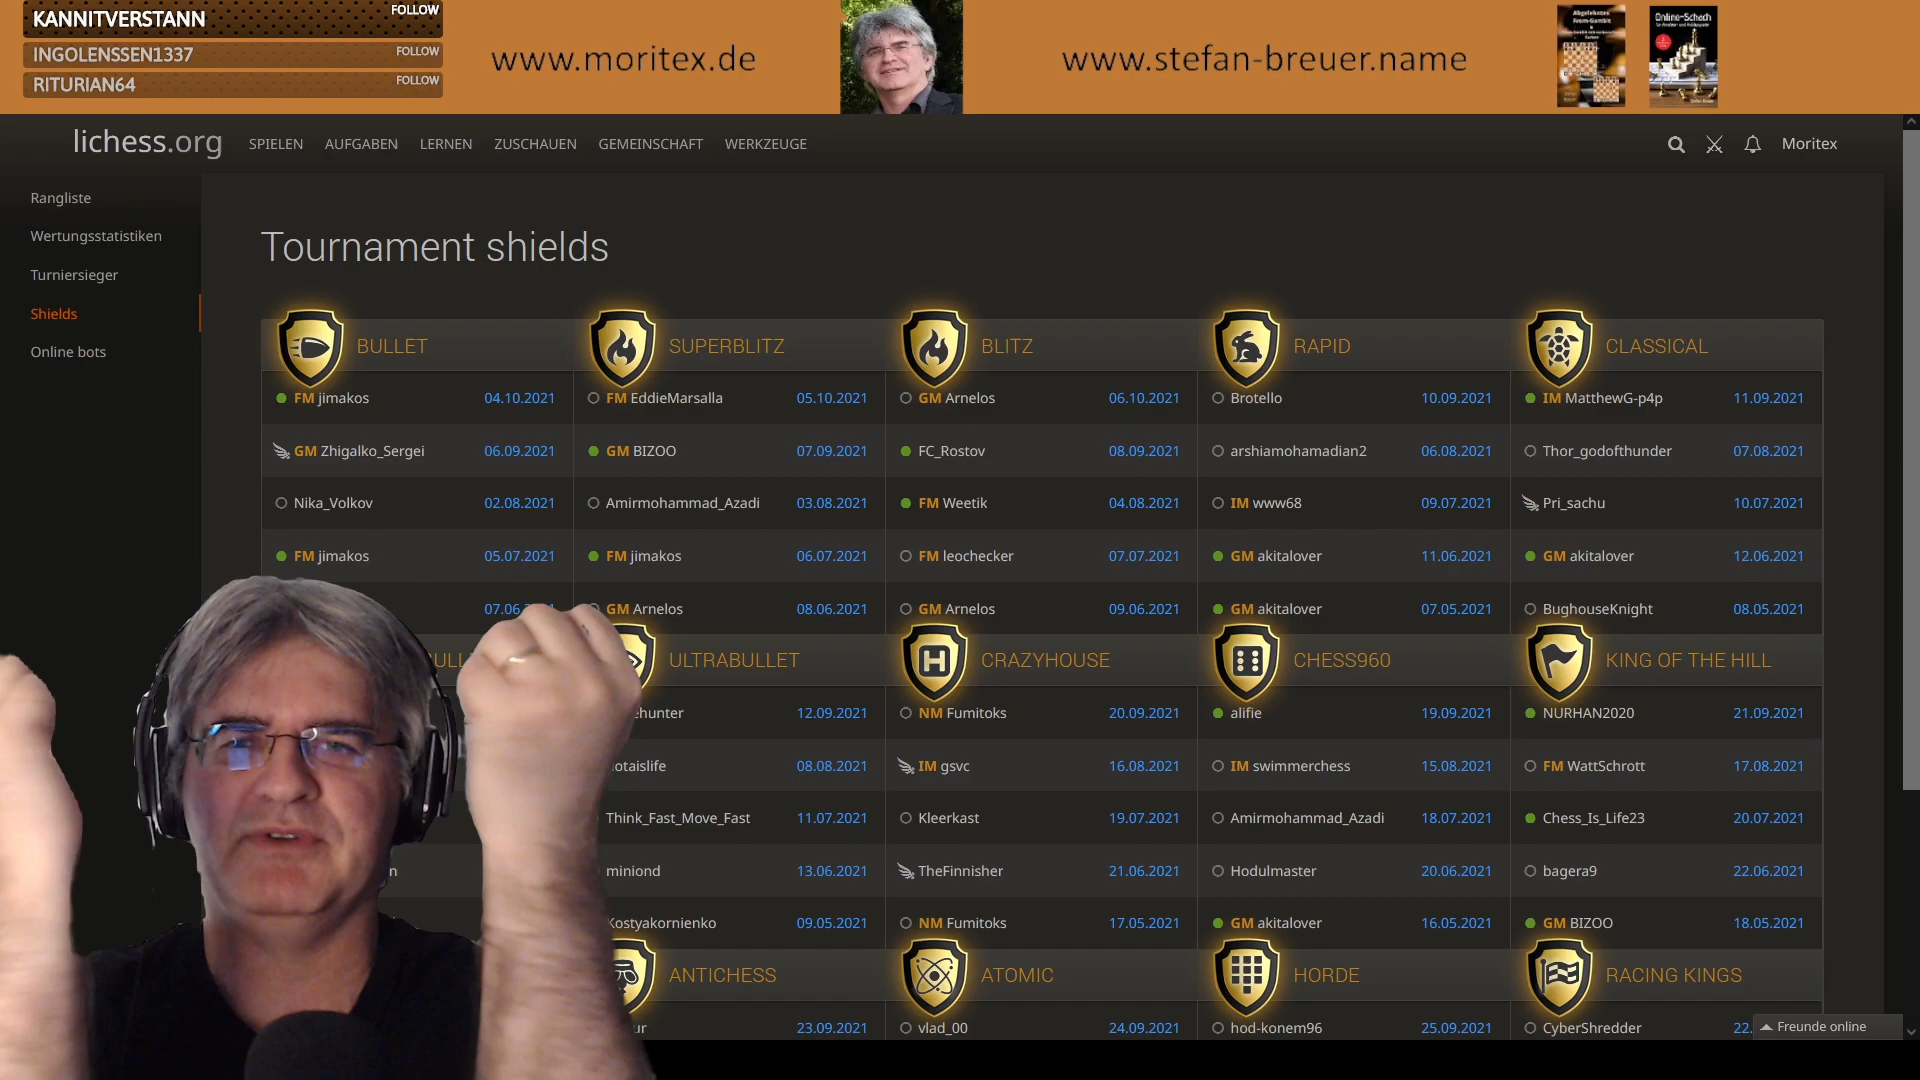 KANNITVERSTANN FOLLOW
INGOLENSSEN1337 FOLLOW
RITURIAN64 FOLLOW
www.moritex.de
www.stefan-breuer.name
Online-Schach
lichess.org SPIELEN AUFGABEN LERNEN ZUSCHAUEN GEMEINSCHAFT WERKZEUGE Moritex
Rangliste
Wertungsstatistiken
Turniersieger
Shields
Online bots
Tournament shields
BULLET SUPERBLITZ BLITZ RAPID CLASSICAL
FM jimakos 04.10.2021 FM EddieMarsalla 05.10.2021 GM Arnelos 06.10.2021 Brotello 10.09.2021 IM MatthewG-p4p 11.09.2021
GM Zhigalko_Sergei 06.09.2021 GM BIZOO 07.09.2021 FC_Rostov 08.09.2021 arshiamohamadian2 06.08.2021 Thor_godofthunder 07.08.2021
Nika_Volkov 02.08.2021 Amirmohammad_Azadi 03.08.2021 FM Weetik 04.08.2021 IM www68 09.07.2021 Pri_sachu 10.07.2021
FM jimakos 05.07.2021 FM jimakos 06.07.2021 FM leochecker 07.07.2021 GM akitalover 11.06.2021 GM akitalover 12.06.2021
07.06 GM Arnelos 08.06.2021 GM Arnelos 09.06.2021 GM akitalover 07.05.2021 BughouseKnight 08.05.2021
ULTRABULLET CRAZYHOUSE CHESS960 KING OF THE HILL
hunter 12.09.2021 NM Fumitoks 20.09.2021 alifie 19.09.2021 NURHAN2020 21.09.2021
otaislife 08.08.2021 IM gsvc 16.08.2021 IM swimmerchess 15.08.2021 FM WattSchrott 17.08.2021
Think_Fast_Move_Fast 11.07.2021 Kleerkast 19.07.2021 Amirmohammad_Azadi 18.07.2021 Chess_Is_Life23 20.07.2021
n miniond 13.06.2021 TheFinnisher 21.06.2021 Hodulmaster 20.06.2021 bagera9 22.06.2021
Kostyakornienko 09.05.2021 NM Fumitoks 17.05.2021 GM akitalover 16.05.2021 GM BIZOO 18.05.2021
ANTICHESS ATOMIC HORDE RACING KINGS
ur 23.09.2021 vlad_00 24.09.2021 hod-konem96 25.09.2021 CyberShredder 22.
Freunde online